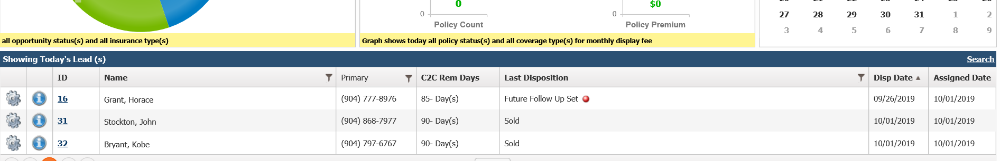 0
$0
0
0
Policy Count
Policy Premium
27 28 29 30 31 1 2
3 4 5 6 7 8 9
all opportunity status(s) and all insurance type(s)
Graph shows today all policy status(s) and all coverage type(s) for monthly display fee
Showing Today's Lead (s)
Search
ID Name Primary C2C Rem Days Last Disposition Disp Date Assigned Date
16 Grant, Horace (904) 777-8976 85- Day(s) Future Follow Up Set 09/26/2019 10/01/2019
31 Stockton, John (904) 868-7977 90- Day(s) Sold 10/01/2019 10/01/2019
32 Bryant, Kobe (904) 797-6767 90- Day(s) Sold 10/01/2019 10/01/2019